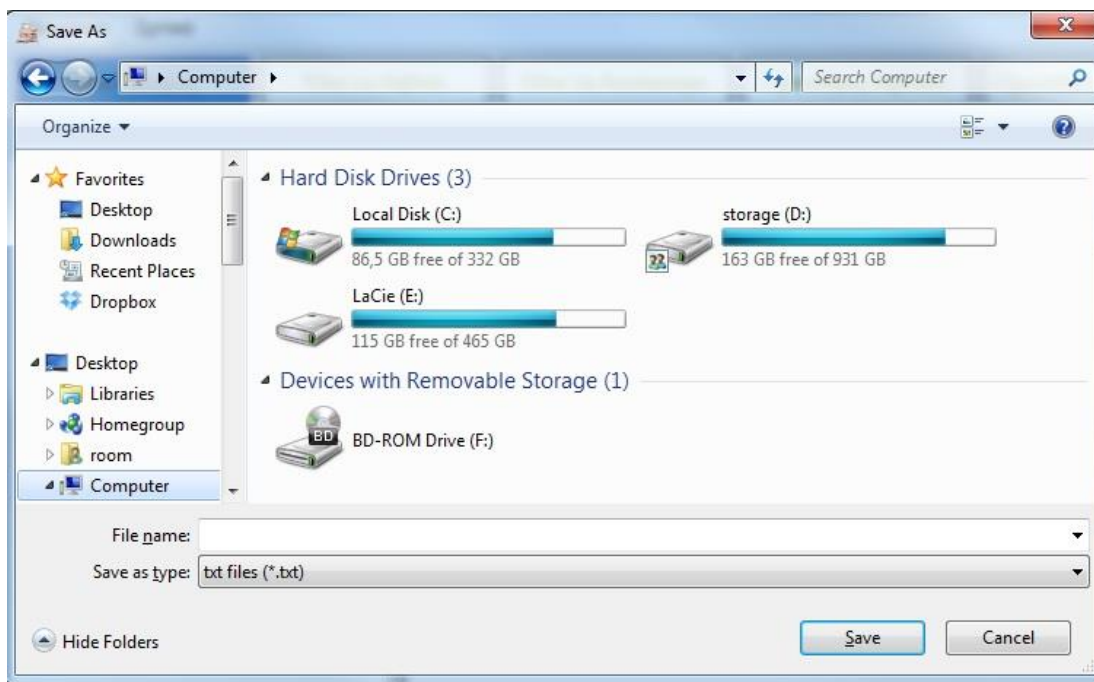 Save As
Computer
Search Computer
Organize
Favorites
Desktop
Downloads
Recent Places
Dropbox
Desktop
Libraries
Homegroup
room
Computer
Hard Disk Drives (3)
Local Disk (C:)
86,5 GB free of 332 GB
storage (D:)
163 GB free of 931 GB
LaCie (E:)
115 GB free of 465 GB
Devices with Removable Storage (1)
BD
BD-ROM Drive (F:)
File name:
Save as type: txt files (*.txt)
Hide Folders
Save
Cancel